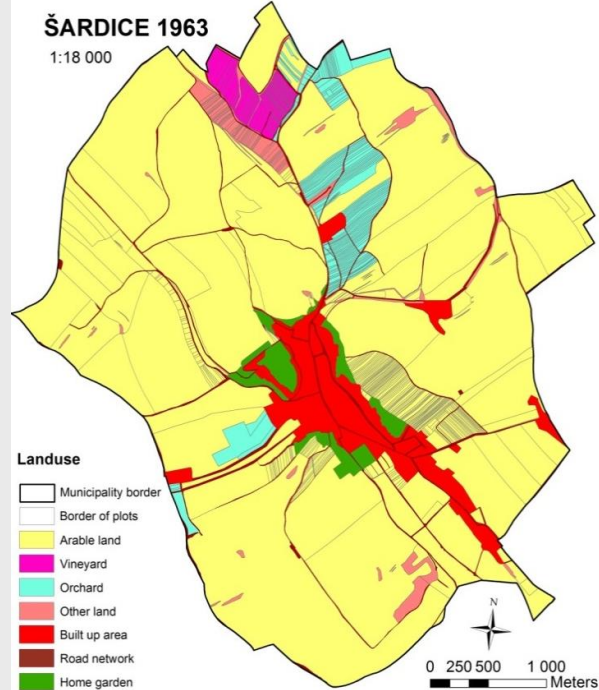 ŠARDICE 1963
1:18 000
Landuse
Municipality border
Border of plots
Arable land
Vineyard
Orchard
Other land
Built up area
Road network
Home garden
N
0 250 500 1 000
Meters